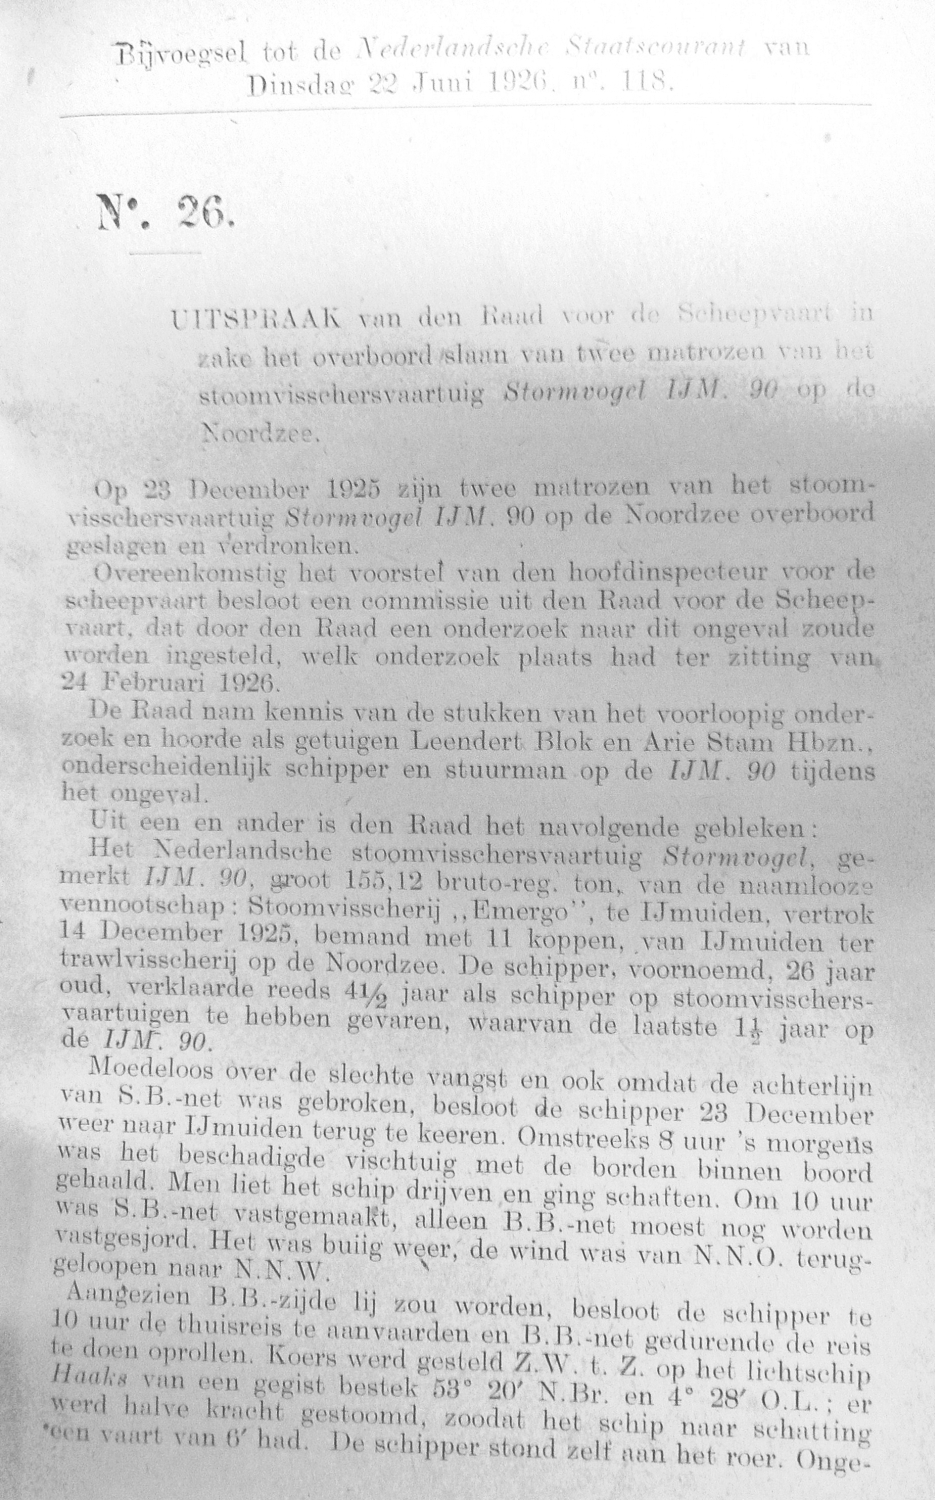 Bijvoegsel tot de Nederlandsche Staatscourant van
Dinsdag 22 Juni 1926, n°. 118.
N°. 26.
UITSPRAAK van den Raad voor de Scheepvaart in
zake het overboord slaan van twee matrozen van het
stoomvisschersvaartuig Stormvogel IJM. 90 op de
Noordzee.
Op 23 December 1925 zijn twee matrozen van het stoom-
visschersvaartuig Stormvogel IJM. 90 op de Noordzee overboord
geslagen en verdronken.
Overeenkomstig het voorstel van den hoofdinspecteur voor de
scheepvaart besloot een commissie uit den Raad voor de Scheep-
vaart, dat door den Raad een onderzoek naar dit ongeval zoude
worden ingesteld, welk onderzoek plaats had ter zitting van
24 Februari 1926.
De Raad nam kennis van de stukken van het voorloopig onder-
zoek en hoorde als getuigen Leendert Blok en Arie Stam Hbzn.,
onderscheidenlijk schipper en stuurman op de IJM. 90 tijdens
het ongeval.
Uit een en ander is den Raad het navolgende gebleken:
Het Nederlandsche stoomvisschersvaartuig Stormvogel, ge-
merkt IJM. 90, groot 155,12 bruto-reg. ton, van de naamlooze
vennootschap: Stoomvisscherij ,,Emergo'', te IJmuiden, vertrok
14 December 1925, bemand met 11 koppen, van IJmuiden ter
trawlvisscherij op de Noordzee. De schipper, voornoemd, 26 jaar
oud, verklaarde reeds 4½ jaar als schipper op stoomvisschers-
vaartuigen te hebben gevaren, waarvan de laatste 1½ jaar op
de IJM. 90.
Moedeloos over de slechte vangst en ook omdat de achterlijn
van S.B.-net was gebroken, besloot de schipper 23 December
weer naar IJmuiden terug te keeren. Omstreeks 8 uur 's morgens
was het beschadigde vischtuig met de borden binnen boord
gehaald. Men liet het schip drijven en ging schaften. Om 10 uur
was S.B.-net vastgemaakt, alleen B.B.-net moest nog worden
vastgesjord. Het was buiig weer, de wind was van N.N.O. terug-
geloopen naar N.N.W.
Aangezien B.B.-zijde lij zou worden, besloot de schipper te
10 uur de thuisreis te aanvaarden en B.B.-net gedurende de reis
te doen oprollen. Koers werd gesteld Z.W. t. Z. op het lichtschip
Haaks van een gegist bestek 53° 20′ N.Br. en 4° 28′ O.L.; er
werd halve kracht gestoomd, zoodat het schip naar schatting
een vaart van 6′ had. De schipper stond zelf aan het roer. Onge-